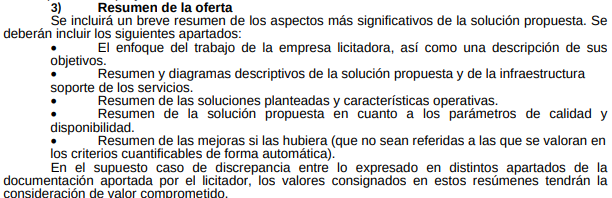 3) Resumen de la oferta
Se incluirá un breve resumen de los aspectos más significativos de la solución propuesta. Se
deberán incluir los siguientes apartados:
• El enfoque del trabajo de la empresa licitadora, así como una descripción de sus
objetivos.
• Resumen y diagramas descriptivos de la solución propuesta y de la infraestructura
soporte de los servicios.
• Resumen de las soluciones planteadas y características operativas.
• Resumen de la solución propuesta en cuanto a los parámetros de calidad y
disponibilidad.
• Resumen de las mejoras si las hubiera (que no sean referidas a las que se valoran en
los criterios cuantificables de forma automática).
En el supuesto caso de discrepancia entre lo expresado en distintos apartados de la
documentación aportada por el licitador, los valores consignados en estos resúmenes tendrán la
consideración de valor comprometido.